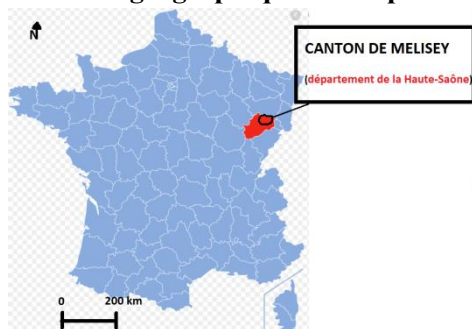 N
CANTON DE MELISEY
(département de la Haute-Saône)
0 200 km